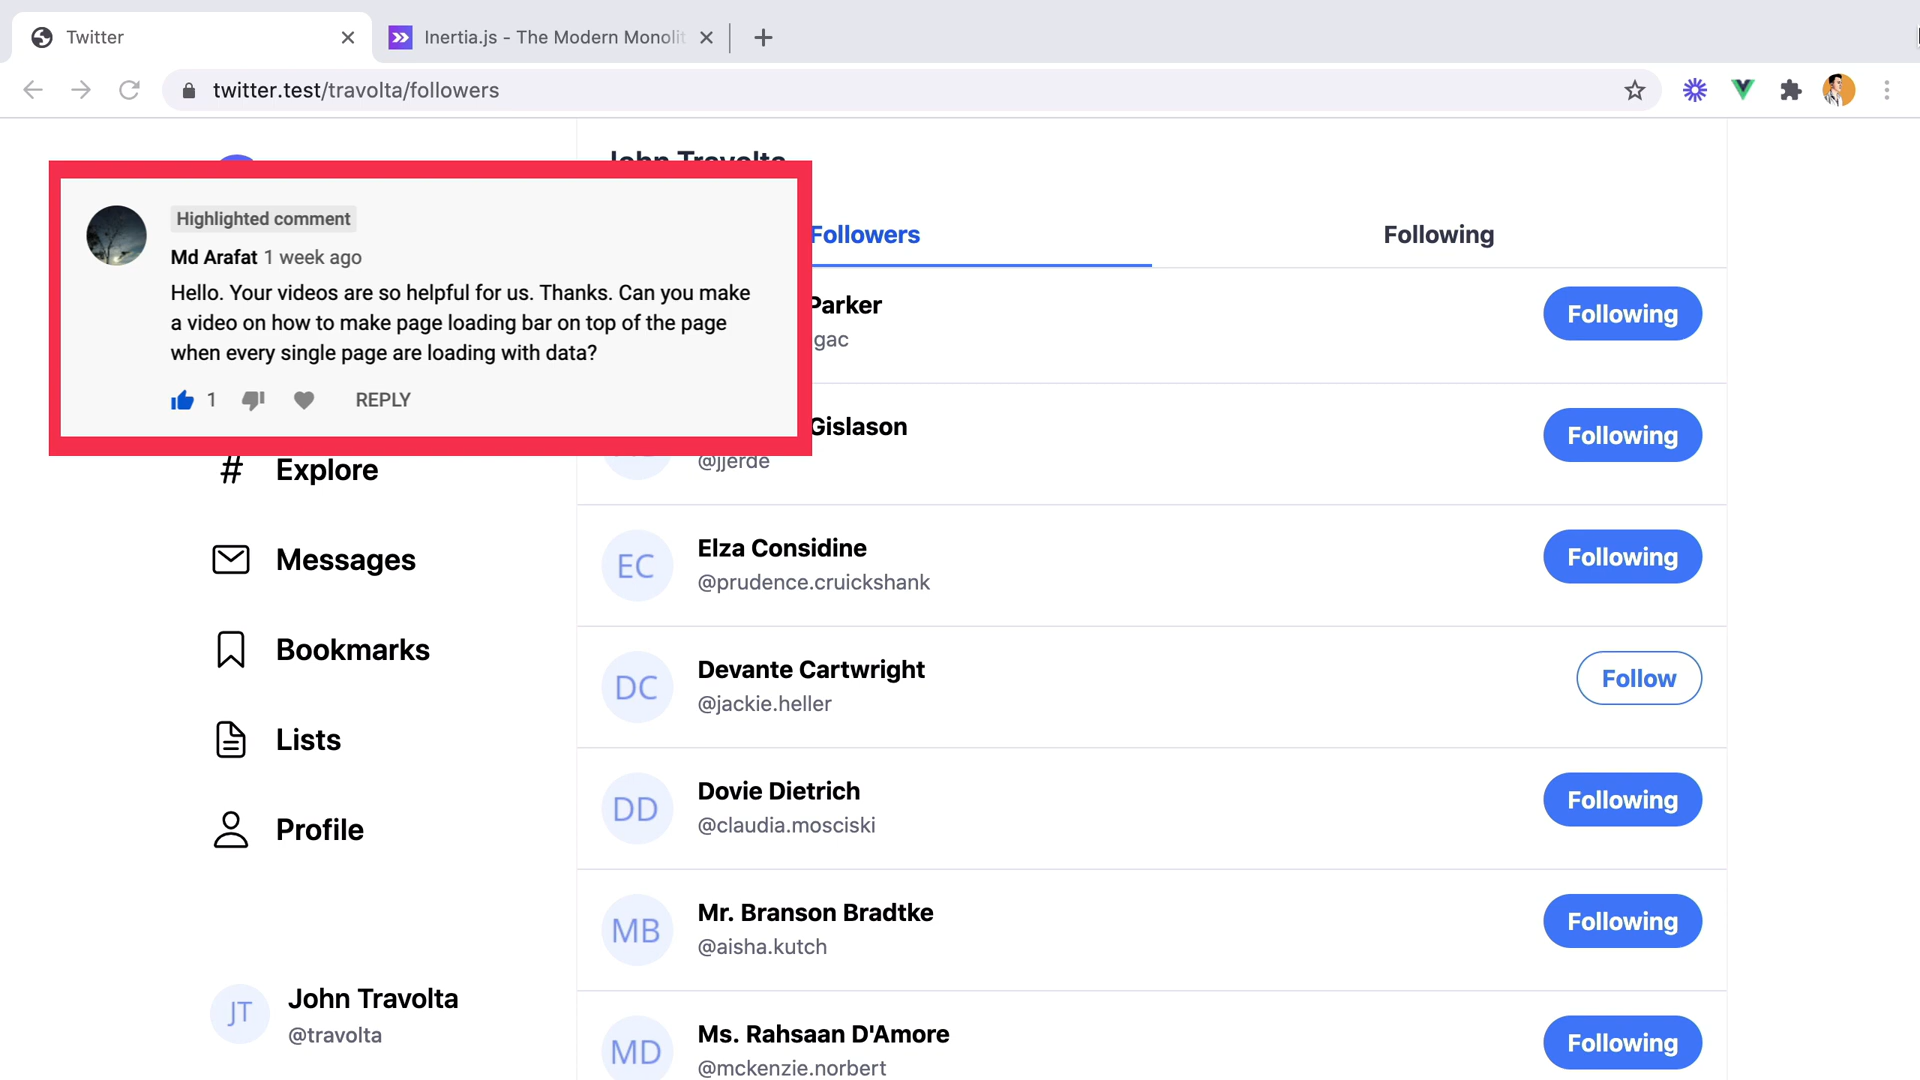 Twitter
Inertia.js - The Modern Monolit
twitter.test/travolta/followers
John Travolta
Highlighted comment
Md Arafat 1 week ago
Hello. Your videos are so helpful for us. Thanks. Can you make
a video on how to make page loading bar on top of the page
when every single page are loading with data?
1
REPLY
Followers
Following
Parker
gac
Following
Gislason
@jjerde
Following
# Explore
Messages
Bookmarks
Lists
Profile
EC
Elza Considine
@prudence.cruickshank
Following
DC
Devante Cartwright
@jackie.heller
Follow
DD
Dovie Dietrich
@claudia.mosciski
Following
MB
Mr. Branson Bradtke
@aisha.kutch
Following
MD
Ms. Rahsaan D'Amore
@mckenzie.norbert
Following
JT
John Travolta
@travolta